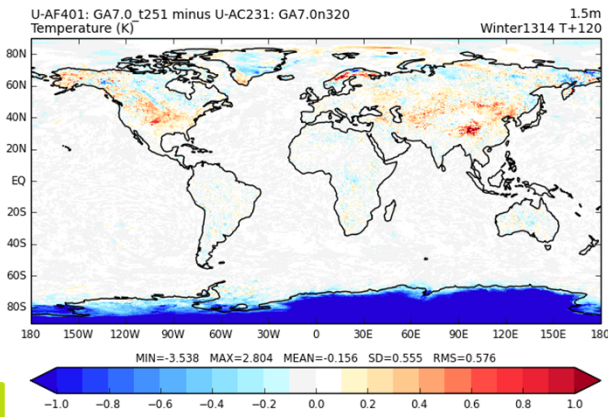 U-AF401: GA7.0_t251 minus U-AC231: GA7.0n320 1.5m
Temperature (K) Winter1314 T+120
80N
60N
40N
20N
EQ
20S
40S
60S
80S
180 150W 120W 90W 60W 30W 0 30E 60E 90E 120E 150E 180
MIN=-3.538 MAX=2.804 MEAN=-0.156 SD=0.555 RMS=0.576
−1.0 −0.8 −0.6 −0.4 −0.2 0.0 0.2 0.4 0.6 0.8 1.0